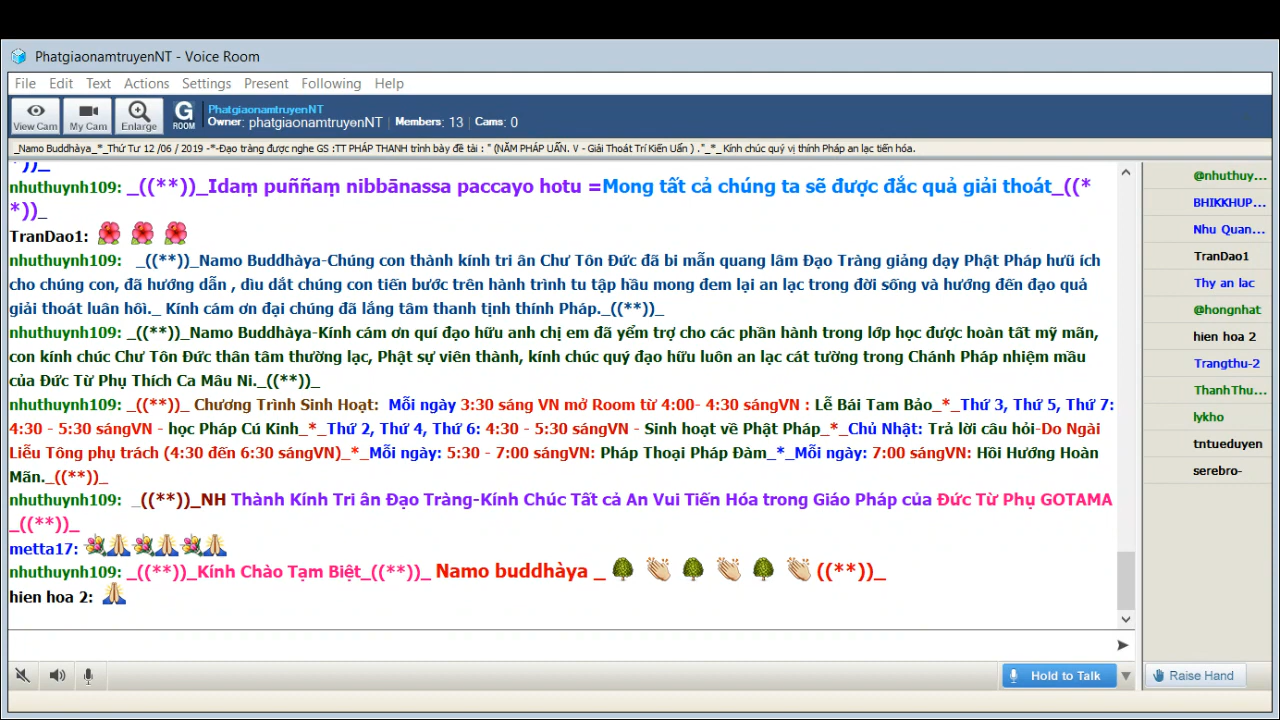 PhatgiaonamtruyenNT - Voice Room
File Edit Text Actions Settings Present Following Help
View Cam My Cam Enlarge G ROOM
PhatgiaonamtruyenNT
Owner: phatgiaonamtruyenNT | Members: 13 | Cams: 0
_Namo Buddhàya_*_Thứ Tư 12 /06 / 2019 -*-Đạo tràng được nghe GS :TT PHÁP THANH trình bày đề tài : " (NĂM PHÁP UẨN. V - Giải Thoát Trí Kiến Uẩn ) ."_*_ Kính chúc quý vị thính Pháp an lạc tiến hóa.
*))_
nhuthuynh109: _((**))_Idaṃ puññaṃ nibbānassa paccayo hotu =Mong tất cả chúng ta sẽ được đắc quả giải thoát_((*
*))_
TranDao1:
nhuthuynh109: _((**))_Namo Buddhàya-Chúng con thành kính tri ân Chư Tôn Đức đã bi mẫn quang lâm Đạo Tràng giảng dạy Phật Pháp hưũ ích
cho chúng con, đã hướng dẫn , dìu dắt chúng con tiến bước trên hành trình tu tập hầu mong đem lại an lạc trong đời sống và hướng đến đạo quả
giải thoát luân hồi._ Kính cám ơn đại chúng đã lắng tâm thanh tịnh thính Pháp._((**))_
nhuthuynh109: _((**))_Namo Buddhàya-Kính cám ơn quí đạo hữu anh chị em đã yểm trợ cho các phần hành trong lớp học được hoàn tất mỹ mãn,
con kính chúc Chư Tôn Đức thân tâm thường lạc, Phật sự viên thành, kính chúc quý đạo hữu luôn an lạc cát tường trong Chánh Pháp nhiệm mầu
của Đức Từ Phụ Thích Ca Mâu Ni._((**))_
nhuthuynh109: _((**))_ Chương Trình Sinh Hoạt: Mỗi ngày 3:30 sáng VN mở Room từ 4:00- 4:30 sángVN : Lễ Bái Tam Bảo_*_Thứ 3, Thứ 5, Thứ 7:
4:30 - 5:30 sángVN - học Pháp Cú Kinh_*_Thứ 2, Thứ 4, Thứ 6: 4:30 - 5:30 sángVN - Sinh hoạt về Phật Pháp_*_Chủ Nhật: Trả lời câu hỏi-Do Ngài
Liễu Tông phụ trách (4:30 đến 6:30 sángVN)_*_Mỗi ngày: 5:30 - 7:00 sángVN: Pháp Thoại Pháp Đàm_*_Mỗi ngày: 7:00 sángVN: Hồi Hướng Hoàn
Mãn._((**))_
nhuthuynh109: _((**))_NH Thành Kính Tri ân Đạo Tràng-Kính Chúc Tất cả An Vui Tiến Hóa trong Giáo Pháp của Đức Từ Phụ GOTAMA
_((**))_
metta17:
nhuthuynh109: _((**))_Kính Chào Tạm Biệt_((**))_ Namo buddhàya _ ((**))_
hien hoa 2:
@nhuthuy...
BHIKKHUP...
Nhu Quan...
TranDao1
Thy an lac
@hongnhat
hien hoa 2
Trangthu-2
ThanhThu...
lykho
tntueduyen
serebro-
Hold to Talk
Raise Hand